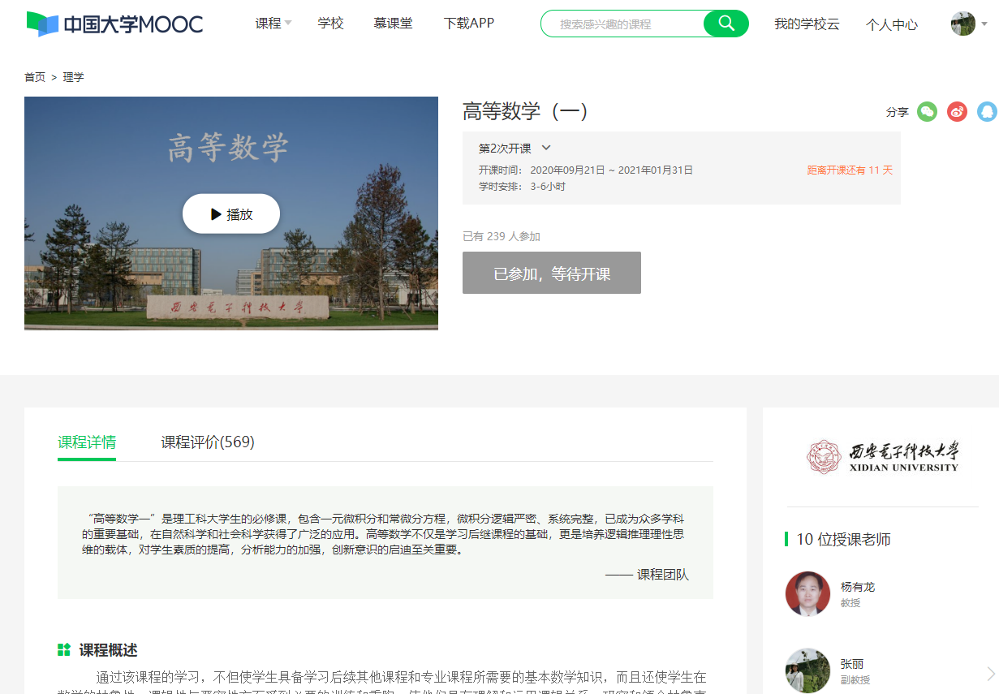 中国大学MOOC
课程 学校 慕课堂 下载APP 搜索感兴趣的课程 我的学校云 个人中心
首页 > 理学
高等数学
播放
西安电子科技大学
高等数学（一）
分享
第2次开课
开课时间： 2020年09月21日 ~ 2021年01月31日
距离开课还有 11 天
学时安排： 3-6小时
已有 239 人参加
已参加，等待开课
课程详情 课程评价(569)
“高等数学一”是理工科大学生的必修课，包含一元微积分和常微分方程，微积分逻辑严密、系统完整，已成为众多学科
的重要基础，在自然科学和社会科学获得了广泛的应用。高等数学不仅是学习后继课程的基础，更是培养逻辑推理理性思
维的载体，对学生素质的提高，分析能力的加强，创新意识的启迪至关重要。
—— 课程团队
课程概述
通过该课程的学习，不但使学生具备学习后续其他课程和专业课程所需要的基本数学知识，而且还使学生在
西安电子科技大学
XIDIAN UNIVERSITY
10 位授课老师
杨有龙
教授
张丽
副教授